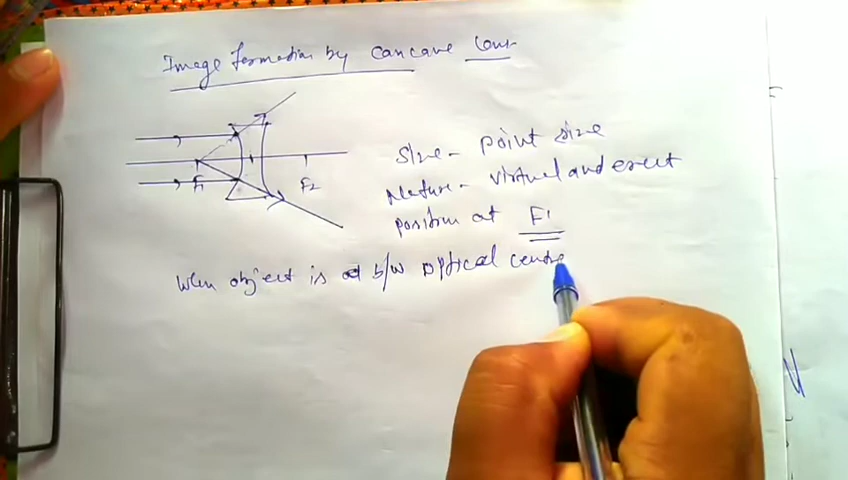 Image formation by concave lens
F1
F2
Size - point size
Nature - virtual and erect
position at F1
When object is at b/w optical centre